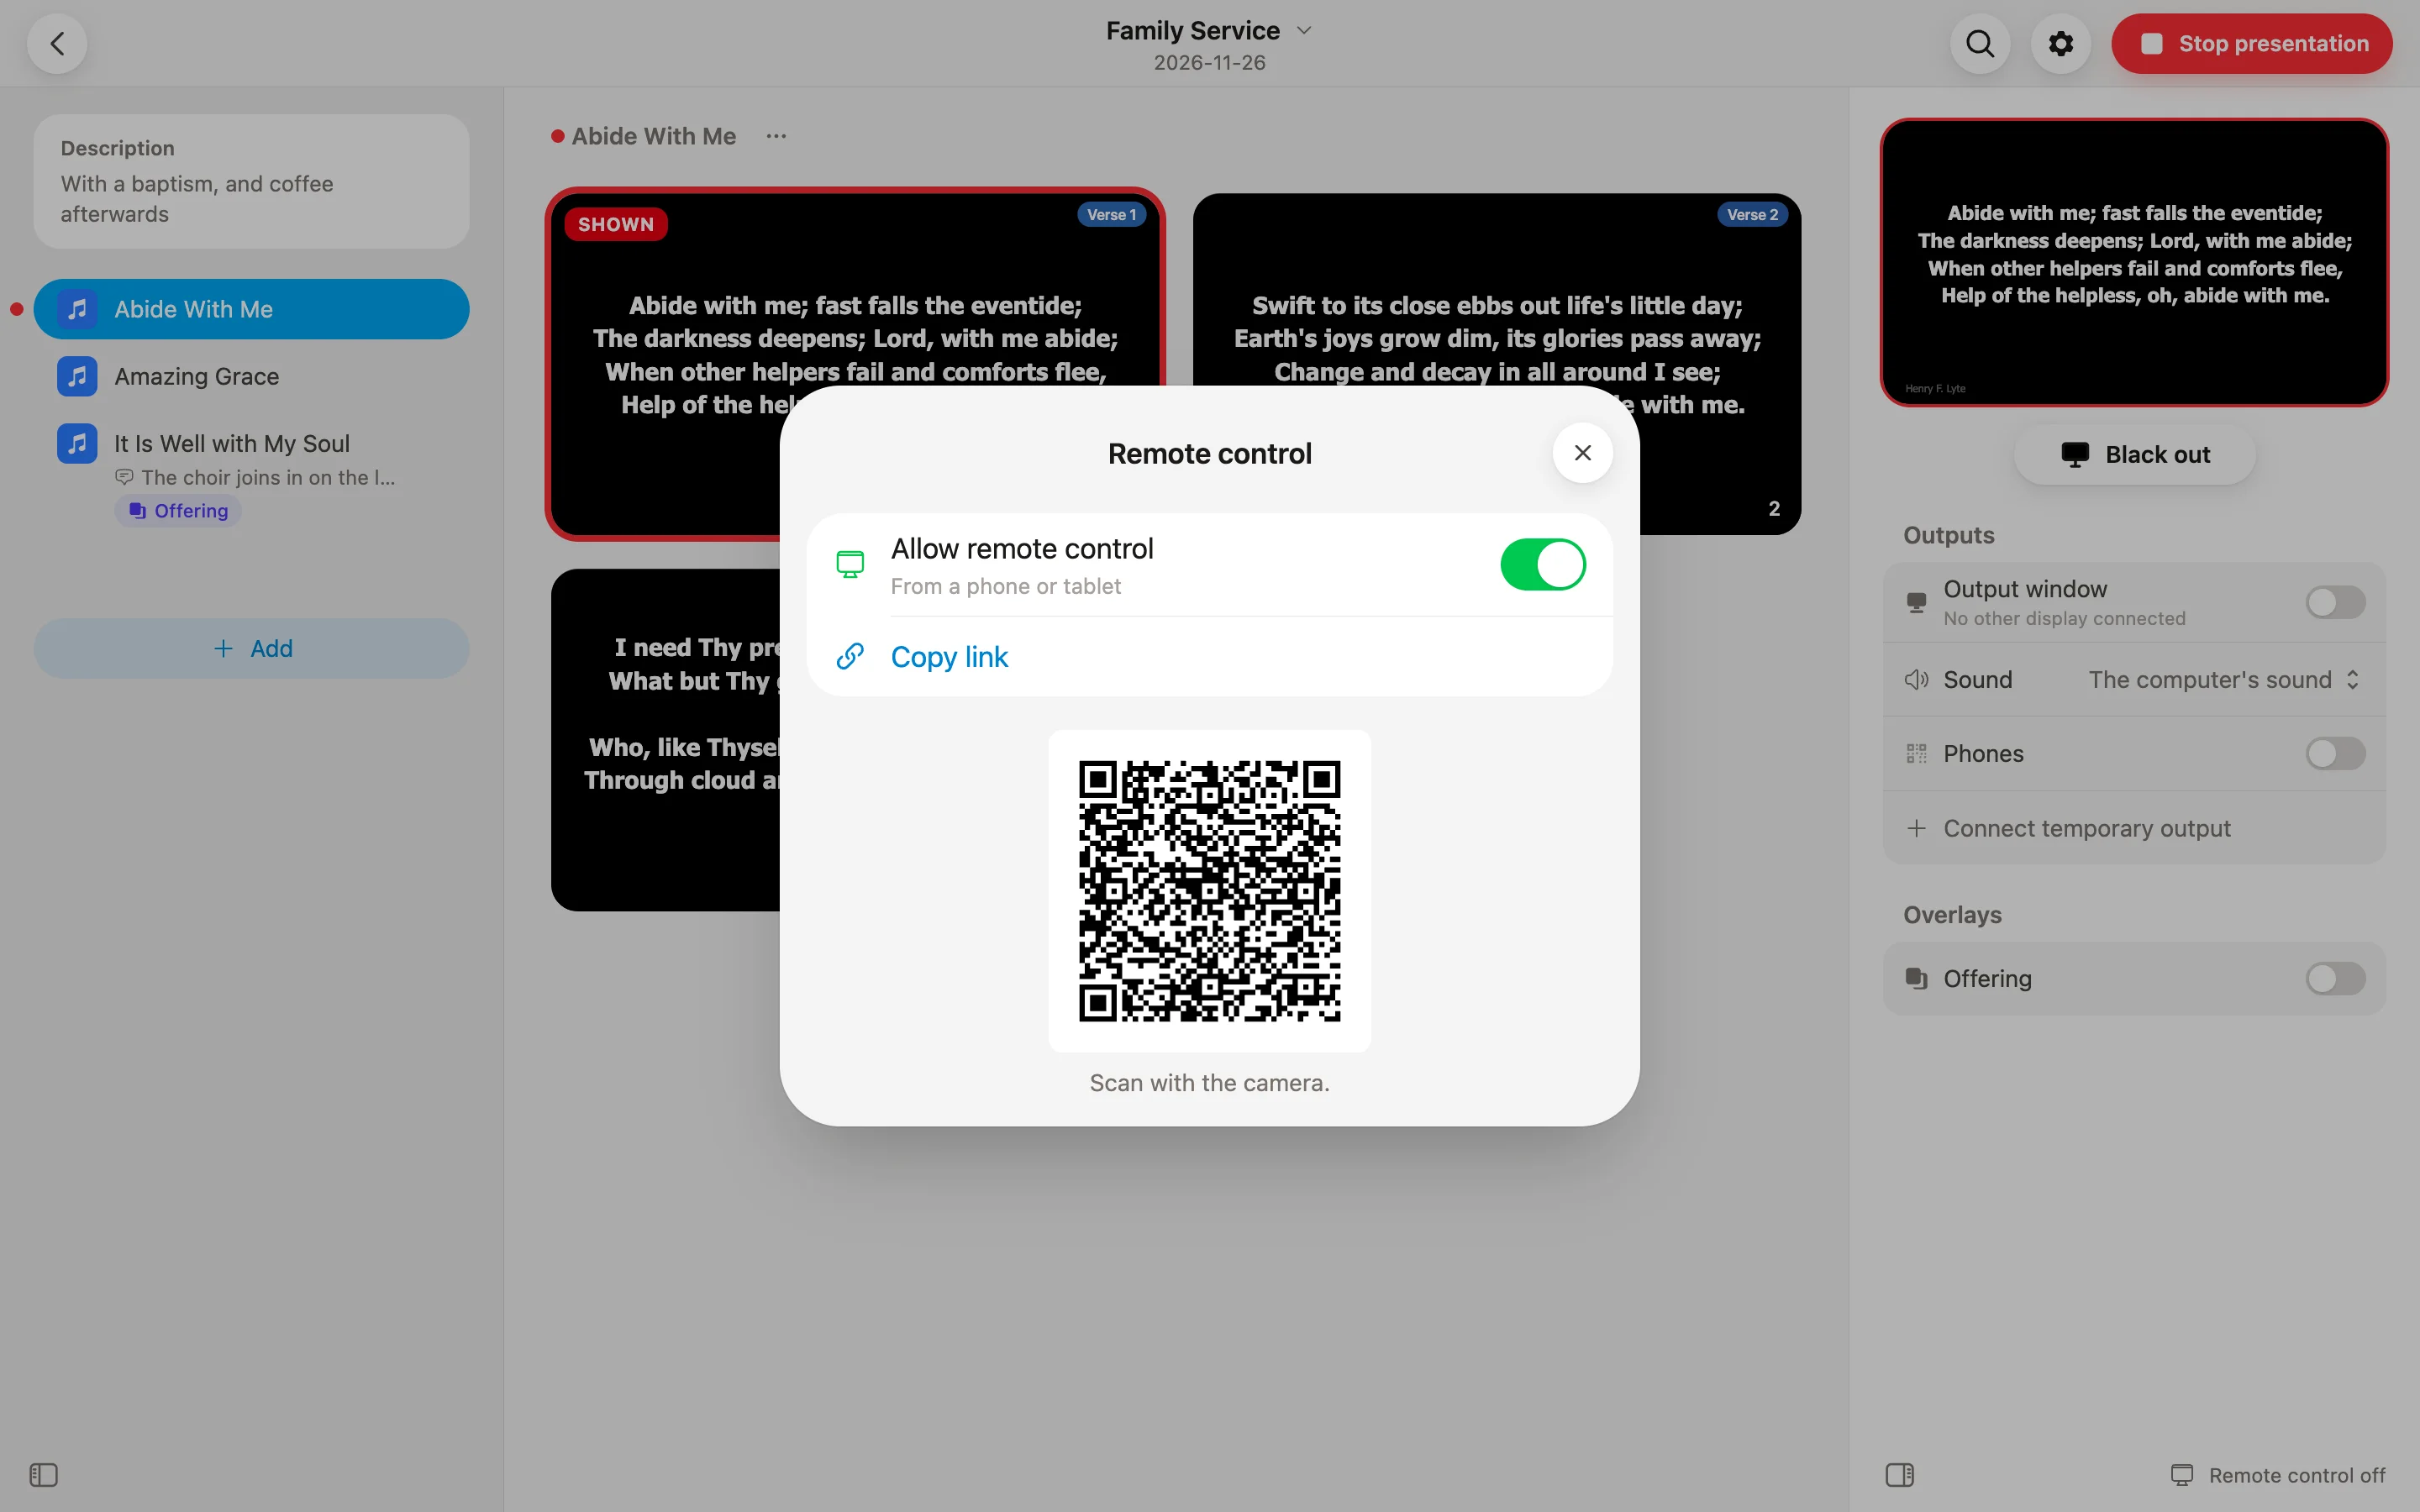 Family Service
2026-11-26
Stop presentation
Description
With a baptism, and coffee
afterwards
Abide With Me
Amazing Grace
It Is Well with My Soul
The choir joins in on the l...
Offering
Add
Abide With Me
SHOWN
Verse 1
Abide with me; fast falls the eventide;
The darkness deepens; Lord, with me abide;
When other helpers fail and comforts flee,
Help of the
Verse 2
Swift to its close ebbs out life's little day;
Earth's joys grow dim, its glories pass away;
Change and decay in all around I see;
with me.
2
I need Thy
What but Thy
Who, like
Through cloud
Remote control
Allow remote control
From a phone or tablet
Copy link
Scan with the camera.
Abide with me; fast falls the eventide;
The darkness deepens; Lord, with me abide;
When other helpers fail and comforts flee,
Help of the helpless, oh, abide with me.
Henry F. Lyte
Black out
Outputs
Output window
No other display connected
Sound
The computer's sound
Phones
Connect temporary output
Overlays
Offering
Remote control off